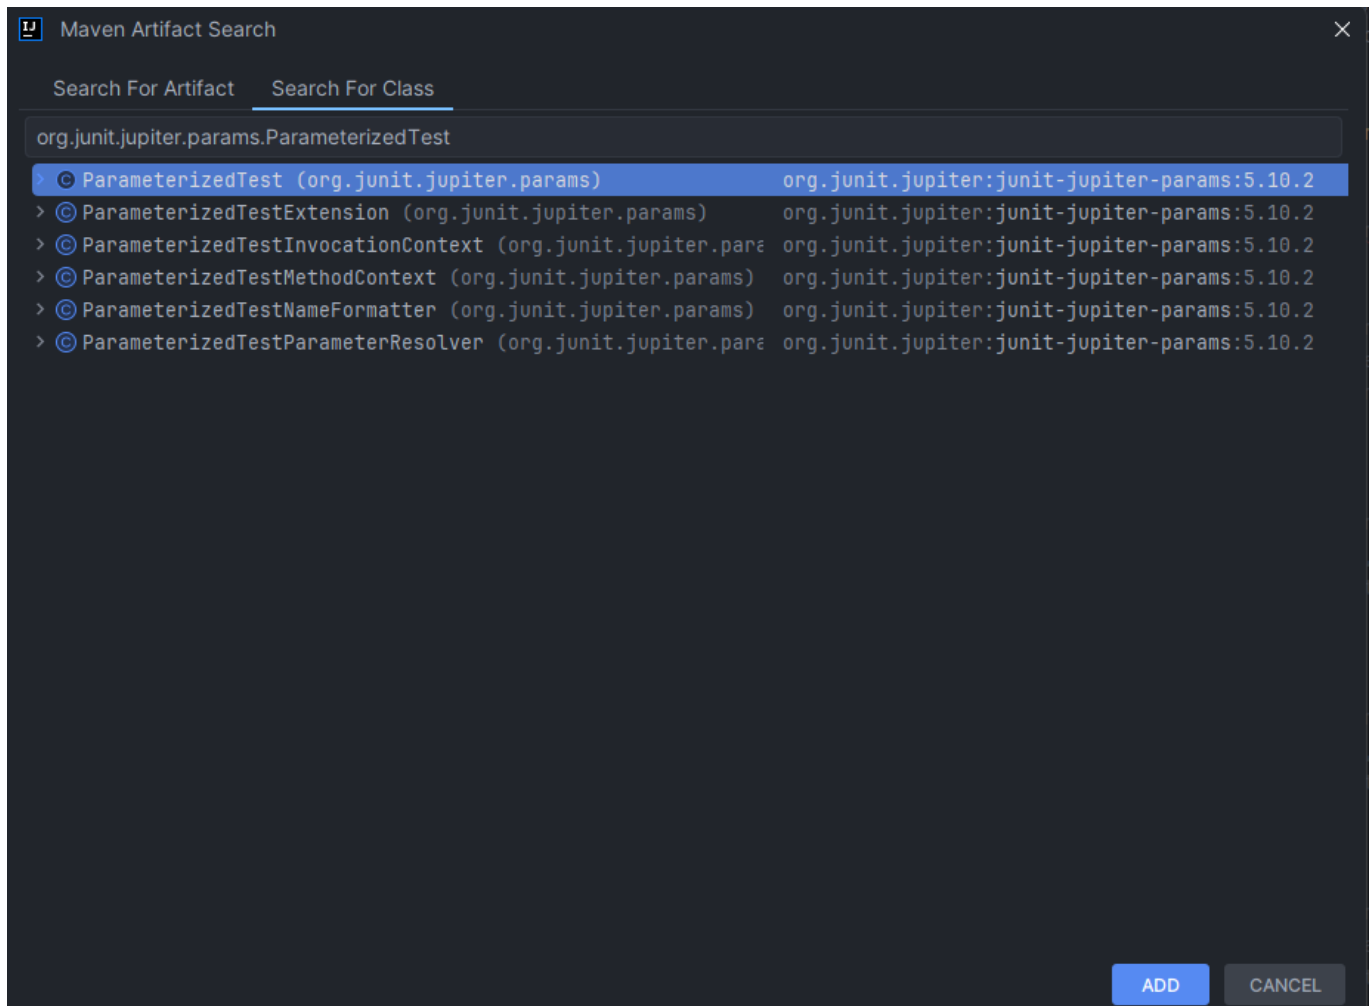 Maven Artifact Search
Search For Artifact Search For Class
org.junit.jupiter.params.ParameterizedTest
ParameterizedTest (org.junit.jupiter.params) org.junit.jupiter:junit-jupiter-params:5.10.2
ParameterizedTestExtension (org.junit.jupiter.params) org.junit.jupiter:junit-jupiter-params:5.10.2
ParameterizedTestInvocationContext (org.junit.jupiter.para org.junit.jupiter:junit-jupiter-params:5.10.2
ParameterizedTestMethodContext (org.junit.jupiter.params) org.junit.jupiter:junit-jupiter-params:5.10.2
ParameterizedTestNameFormatter (org.junit.jupiter.params) org.junit.jupiter:junit-jupiter-params:5.10.2
ParameterizedTestParameterResolver (org.junit.jupiter.para org.junit.jupiter:junit-jupiter-params:5.10.2
ADD CANCEL